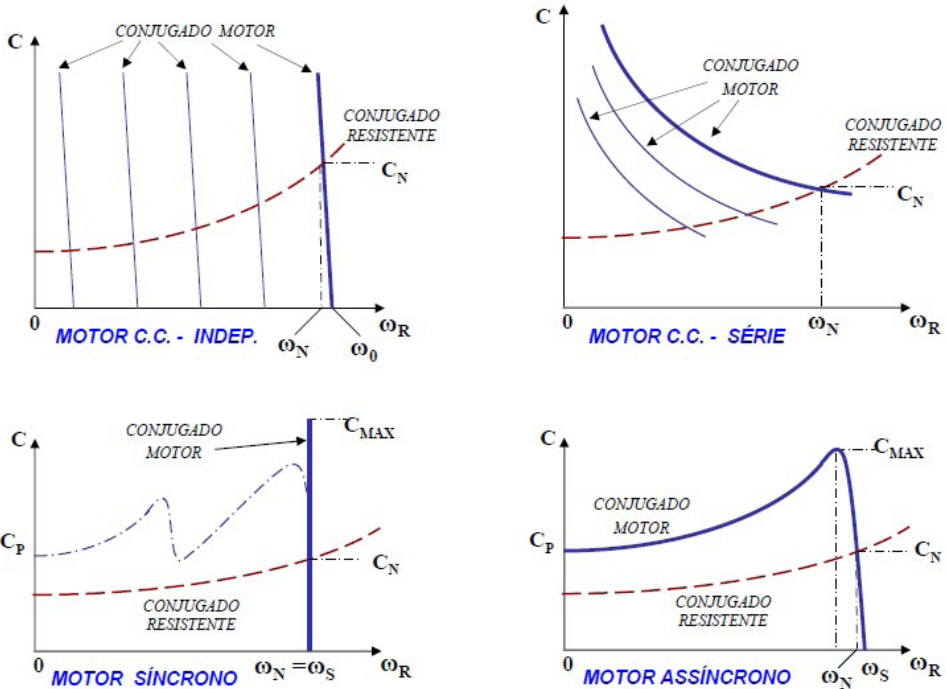 C
CONJUGADO MOTOR
CONJUGADO
RESISTENTE
C_N
0
ω_N
ω_0
ω_R
MOTOR C.C. - INDEP.
C
CONJUGADO
MOTOR
CONJUGADO
RESISTENTE
C_N
0
ω_N
ω_R
MOTOR C.C. - SÉRIE
C
CONJUGADO
MOTOR
C_MAX
C_P
C_N
CONJUGADO
RESISTENTE
0
ω_N = ω_S
ω_R
MOTOR SÍNCRONO
C
C_MAX
CONJUGADO
MOTOR
C_P
C_N
CONJUGADO
RESISTENTE
0
ω_N
ω_S
ω_R
MOTOR ASSÍNCRONO